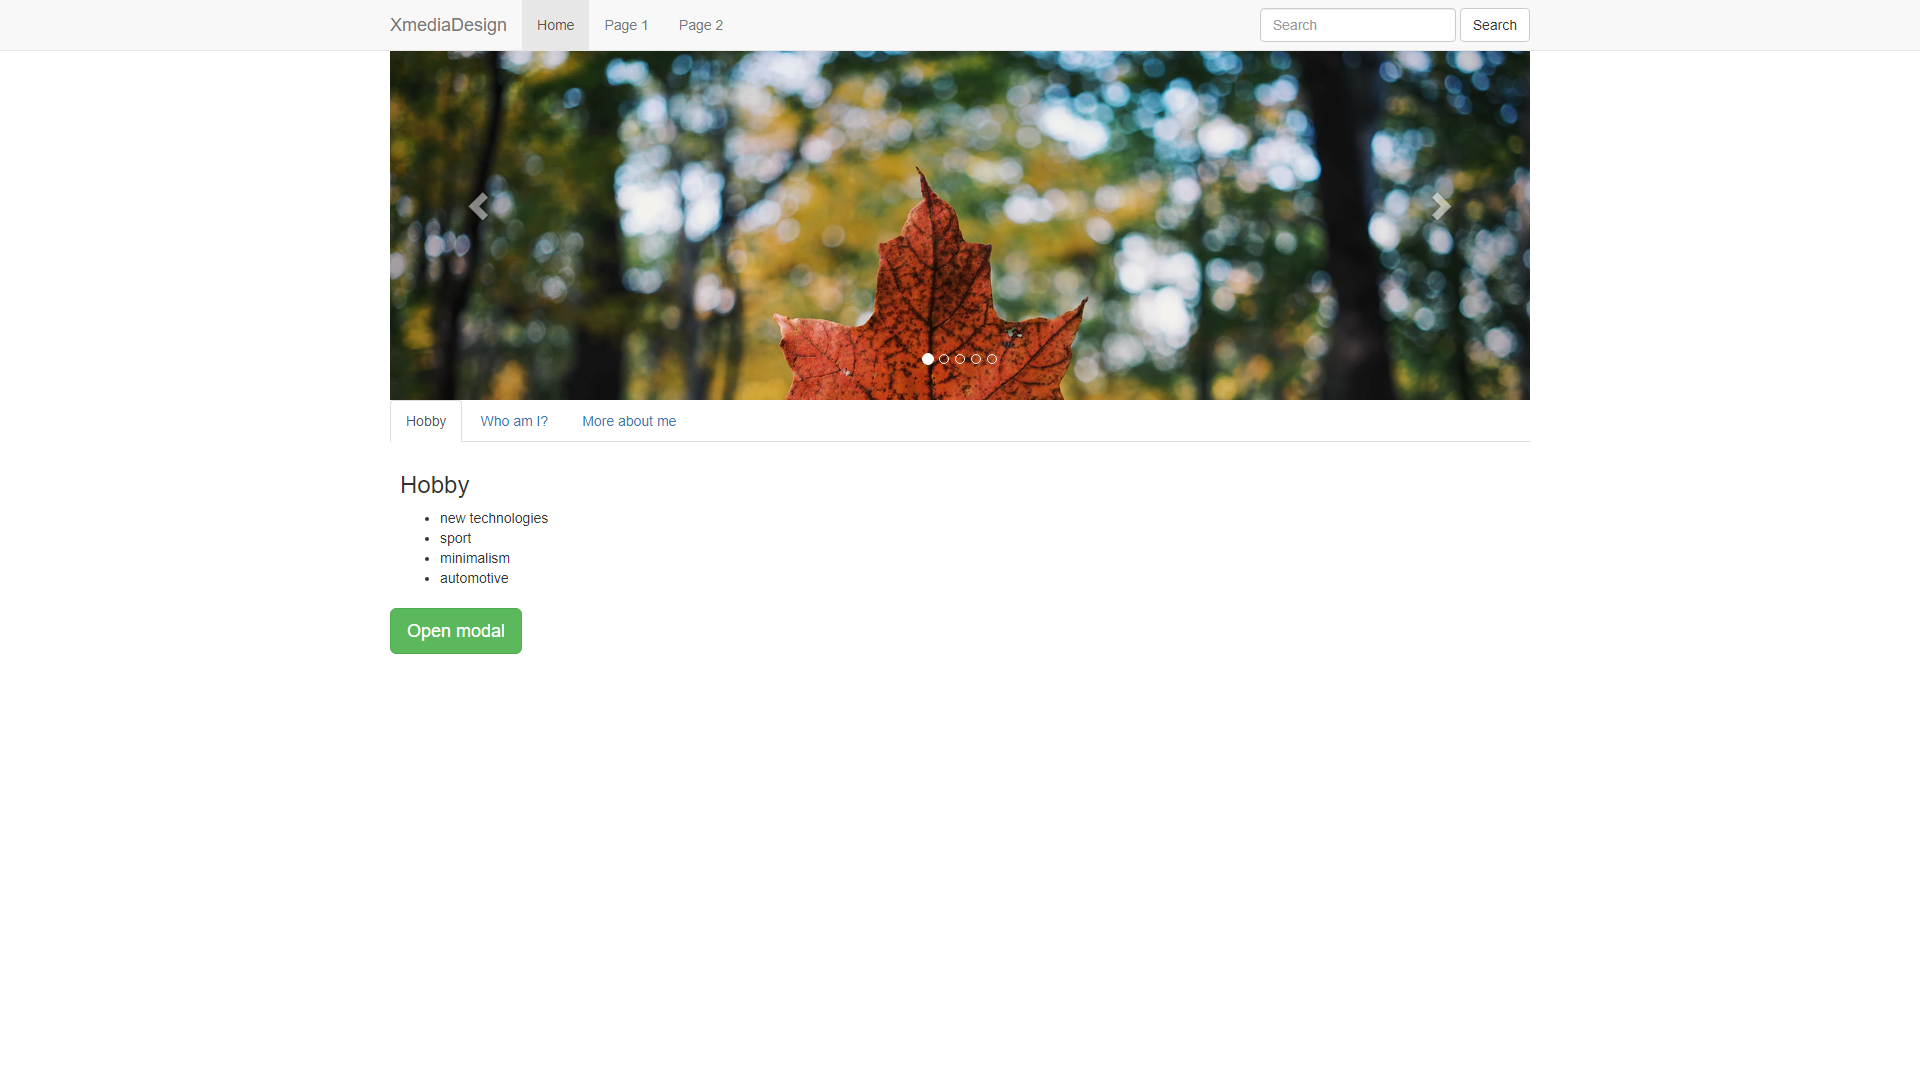 XmediaDesign Home Page 1 Page 2 Search Search
Hobby Who am I? More about me
Hobby
new technologies
sport
minimalism
automotive
Open modal